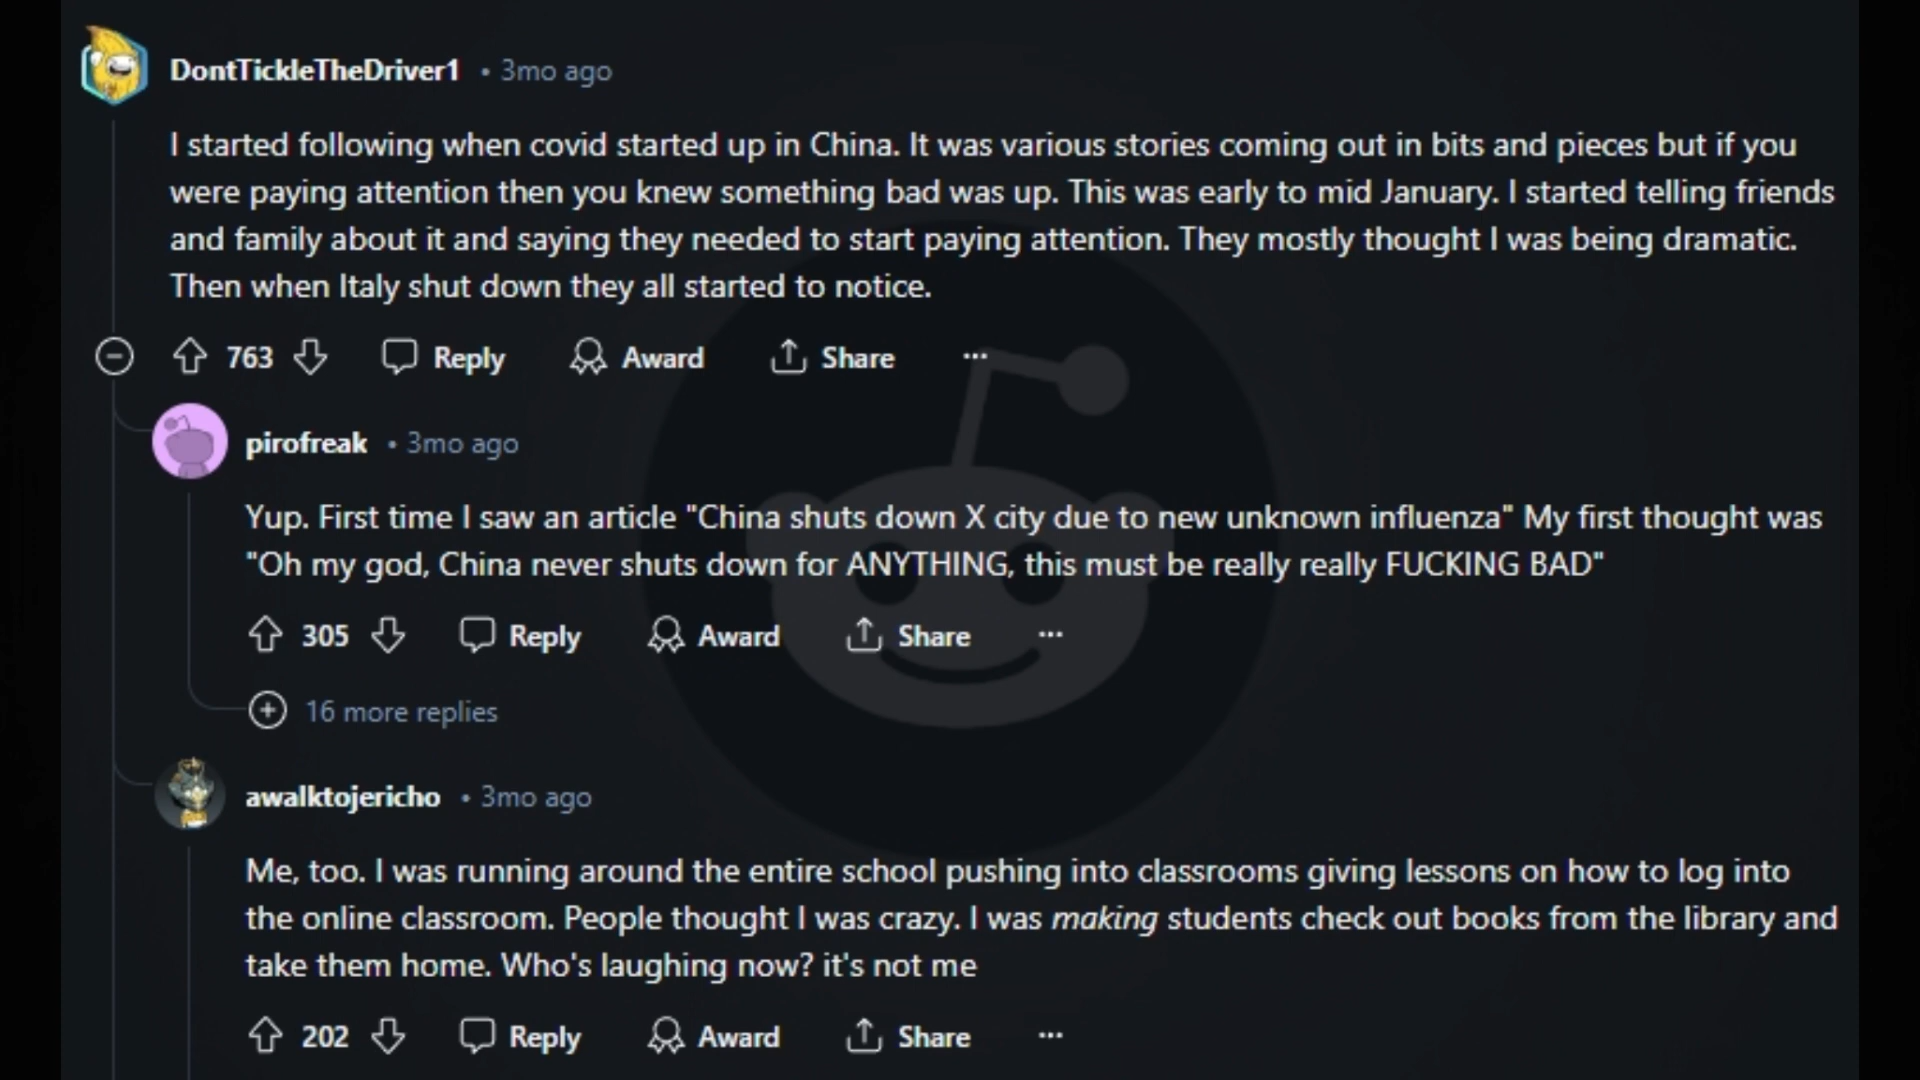 DontTickleTheDriver1 • 3mo ago
I started following when covid started up in China. It was various stories coming out in bits and pieces but if you
were paying attention then you knew something bad was up. This was early to mid January. I started telling friends
and family about it and saying they needed to start paying attention. They mostly thought I was being dramatic.
Then when Italy shut down they all started to notice.
763 Reply Award Share ...
pirofreak • 3mo ago
Yup. First time I saw an article "China shuts down X city due to new unknown influenza" My first thought was
"Oh my god, China never shuts down for ANYTHING, this must be really really FUCKING BAD"
305 Reply Award Share ...
16 more replies
awalktojericho • 3mo ago
Me, too. I was running around the entire school pushing into classrooms giving lessons on how to log into
the online classroom. People thought I was crazy. I was making students check out books from the library and
take them home. Who's laughing now? it's not me
202 Reply Award Share ...